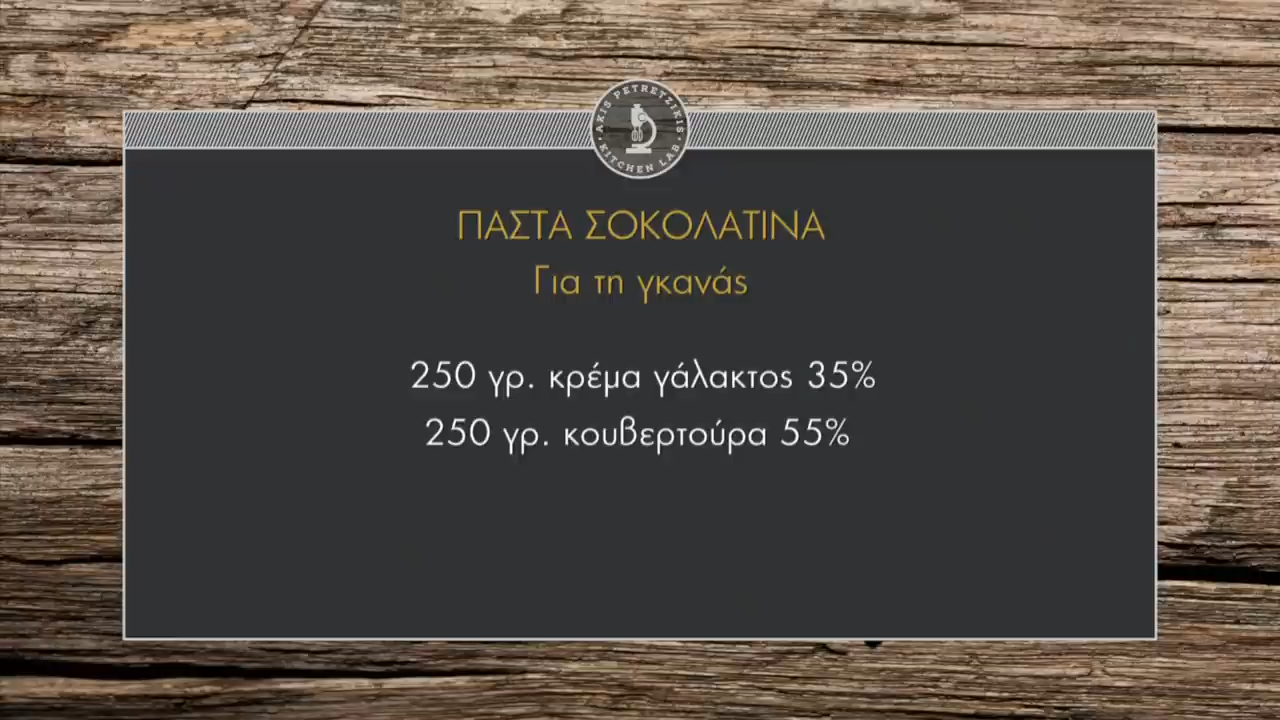 AKIS PETRETZIKIS
KITCHEN LAB
ΠΑΣΤΑ ΣΟΚΟΛΑΤΙΝΑ
Για τη γκανάς
250 γρ. κρέμα γάλακτος 35%
250 γρ. κουβερτούρα 55%